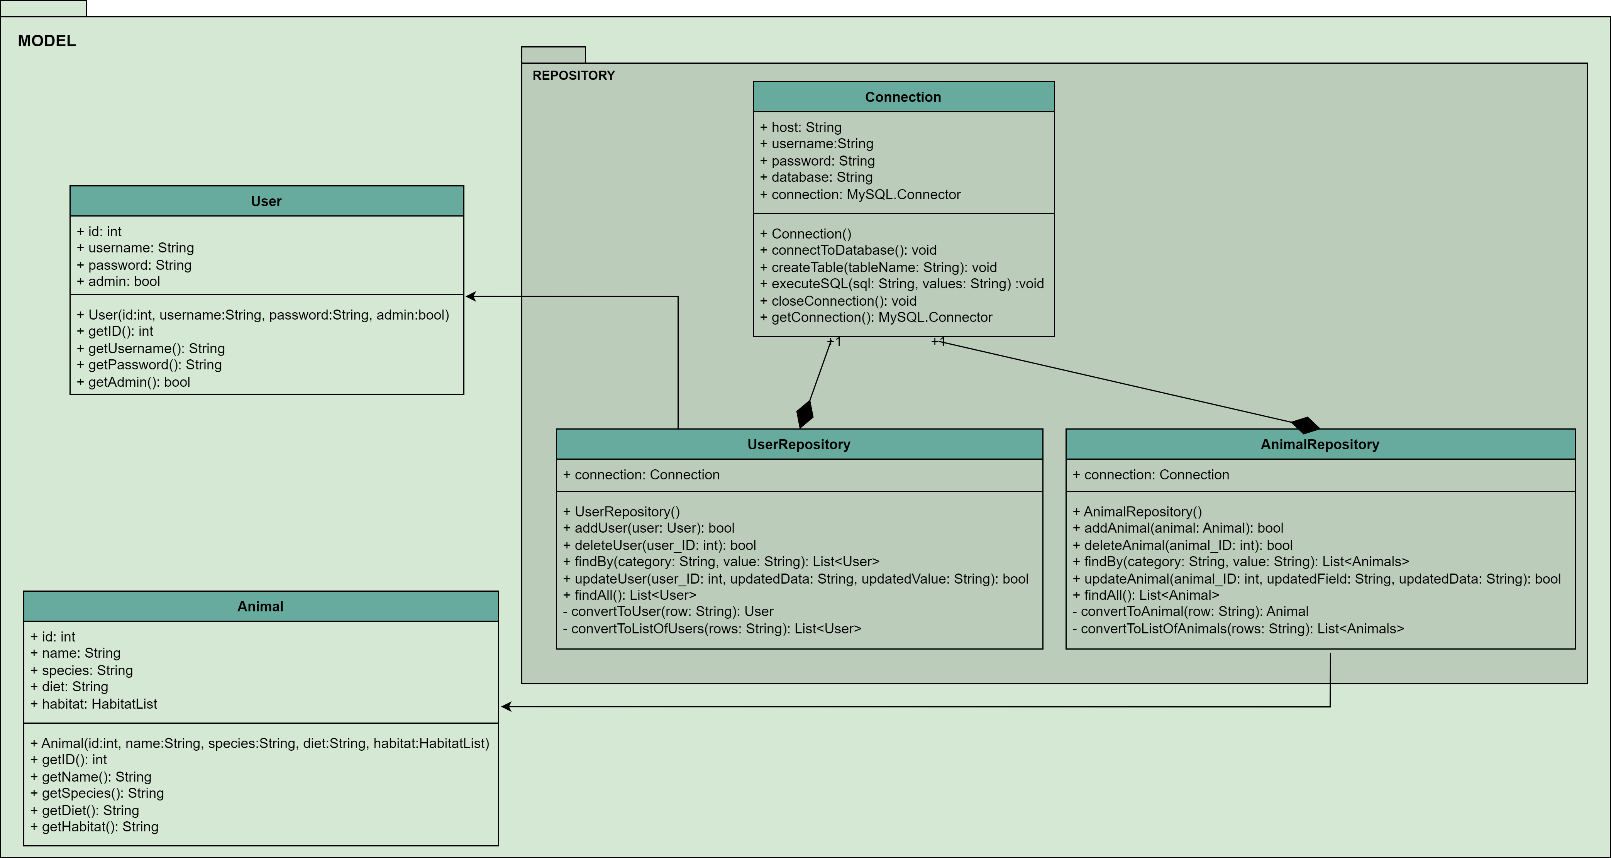 MODEL
REPOSITORY
Connection
+ host: String
+ username:String
+ password: String
+ database: String
+ connection: MySQL.Connector
+ Connection()
+ connectToDatabase(): void
+ createTable(tableName: String): void
+ executeSQL(sql: String, values: String) :void
+ closeConnection(): void
+ getConnection(): MySQL.Connector
+1
+1
User
+ id: int
+ username: String
+ password: String
+ admin: bool
+ User(id:int, username:String, password:String, admin:bool)
+ getID(): int
+ getUsername(): String
+ getPassword(): String
+ getAdmin(): bool
UserRepository
+ connection: Connection
+ UserRepository()
+ addUser(user: User): bool
+ deleteUser(user_ID: int): bool
+ findBy(category: String, value: String): List<User>
+ updateUser(user_ID: int, updatedData: String, updatedValue: String): bool
+ findAll(): List<User>
- convertToUser(row: String): User
- convertToListOfUsers(rows: String): List<User>
AnimalRepository
+ connection: Connection
+ AnimalRepository()
+ addAnimal(animal: Animal): bool
+ deleteAnimal(animal_ID: int): bool
+ findBy(category: String, value: String): List<Animals>
+ updateAnimal(animal_ID: int, updatedField: String, updatedData: String): bool
+ findAll(): List<Animal>
- convertToAnimal(row: String): Animal
- convertToListOfAnimals(rows: String): List<Animals>
Animal
+ id: int
+ name: String
+ species: String
+ diet: String
+ habitat: HabitatList
+ Animal(id:int, name:String, species:String, diet:String, habitat:HabitatList)
+ getID(): int
+ getName(): String
+ getSpecies(): String
+ getDiet(): String
+ getHabitat(): String